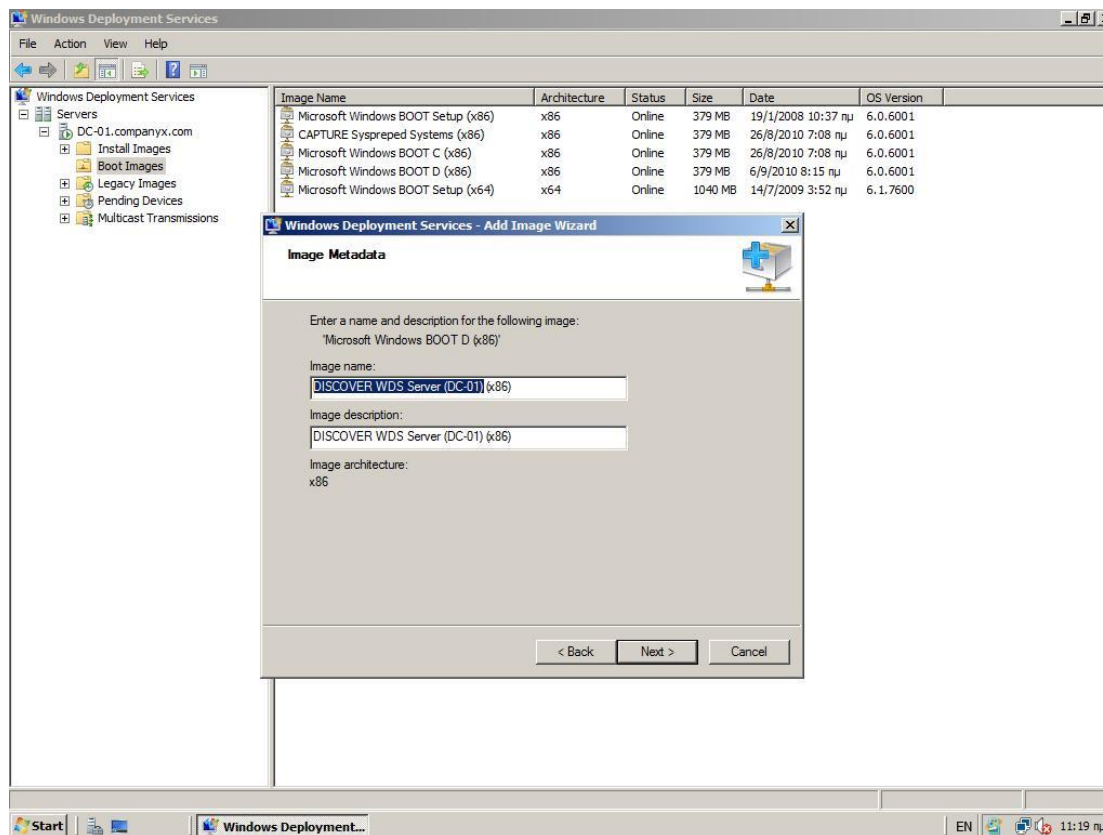 Windows Deployment Services
File Action View Help
Windows Deployment Services
Servers
DC-01.companyx.com
Install Images
Boot Images
Legacy Images
Pending Devices
Multicast Transmissions
Image Name Architecture Status Size Date OS Version
Microsoft Windows BOOT Setup (x86) x86 Online 379 MB 19/1/2008 10:37 πμ 6.0.6001
CAPTURE Syspreped Systems (x86) x86 Online 379 MB 26/8/2010 7:08 πμ 6.0.6001
Microsoft Windows BOOT C (x86) x86 Online 379 MB 26/8/2010 7:08 πμ 6.0.6001
Microsoft Windows BOOT D (x86) x86 Online 379 MB 6/9/2010 8:15 πμ 6.0.6001
Microsoft Windows BOOT Setup (x64) x64 Online 1040 MB 14/7/2009 3:52 πμ 6.1.7600
Windows Deployment Services - Add Image Wizard
Image Metadata
Enter a name and description for the following image:
'Microsoft Windows BOOT D (x86)'
Image name:
DISCOVER WDS Server (DC-01) (x86)
Image description:
DISCOVER WDS Server (DC-01) (x86)
Image architecture:
x86
< Back Next > Cancel
Start Windows Deployment... EN 11:19